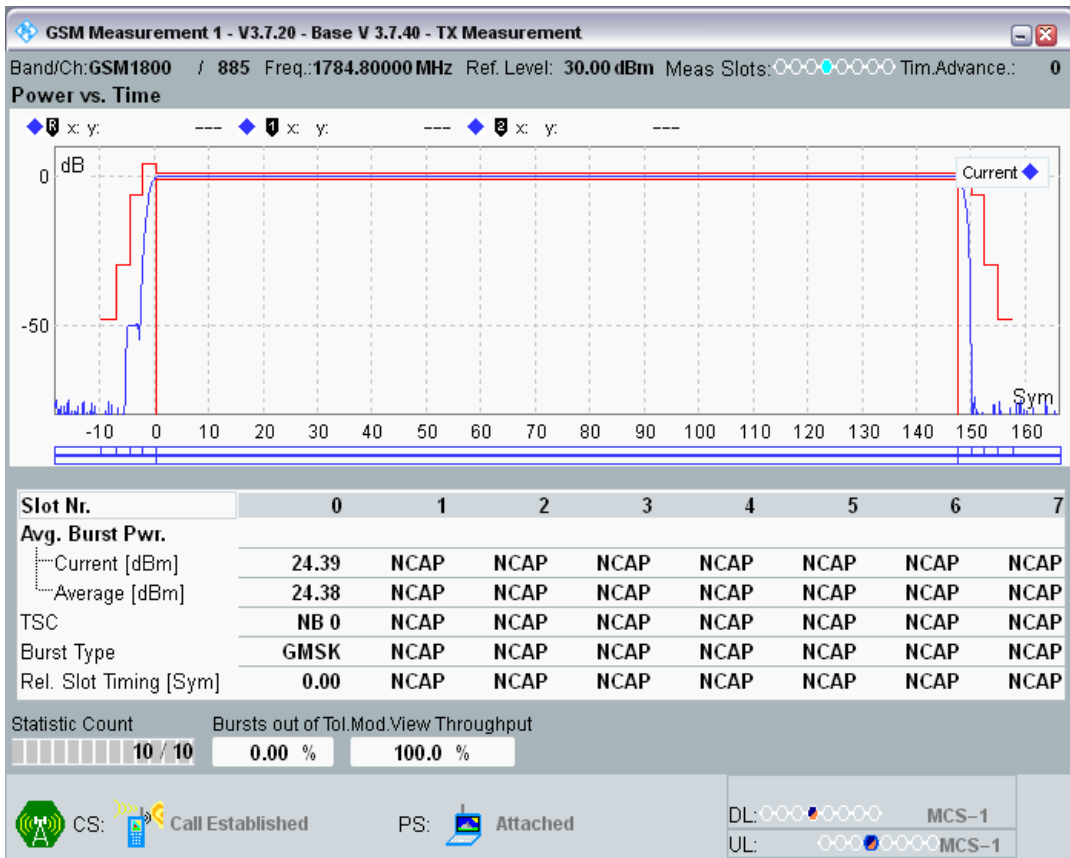 GSM Measurement 1 - V3.7.20 - Base V 3.7.40 - TX Measurement
Band/Ch:GSM1800 / 885 Freq.:1784.80000 MHz Ref. Level: 30.00 dBm Meas Slots: Tim.Advance.: 0
Power vs. Time
R x: y: --- 1 x: y: --- 2 x: y: ---
dB
Current
0
-50
Sym
-10 0 10 20 30 40 50 60 70 80 90 100 110 120 130 140 150 160
Slot Nr. 0 1 2 3 4 5 6 7
Avg. Burst Pwr.
Current [dBm] 24.39 NCAP NCAP NCAP NCAP NCAP NCAP NCAP
Average [dBm] 24.38 NCAP NCAP NCAP NCAP NCAP NCAP NCAP
TSC NB 0 NCAP NCAP NCAP NCAP NCAP NCAP NCAP
Burst Type GMSK NCAP NCAP NCAP NCAP NCAP NCAP NCAP
Rel. Slot Timing [Sym] 0.00 NCAP NCAP NCAP NCAP NCAP NCAP NCAP
Statistic Count Bursts out of Tol.Mod.View Throughput
10 / 10 0.00 % 100.0 %
CS: Call Established PS: Attached
DL: MCS-1
UL: MCS-1